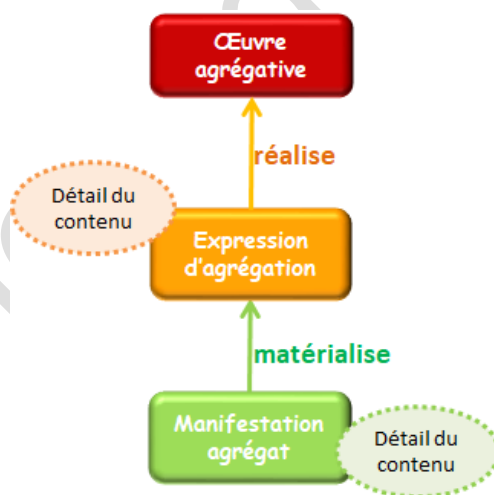 Œuvre
agrégative
réalise
Détail du
contenu
Expression
d'agrégation
matérialise
Manifestation
agrégat
Détail du
contenu